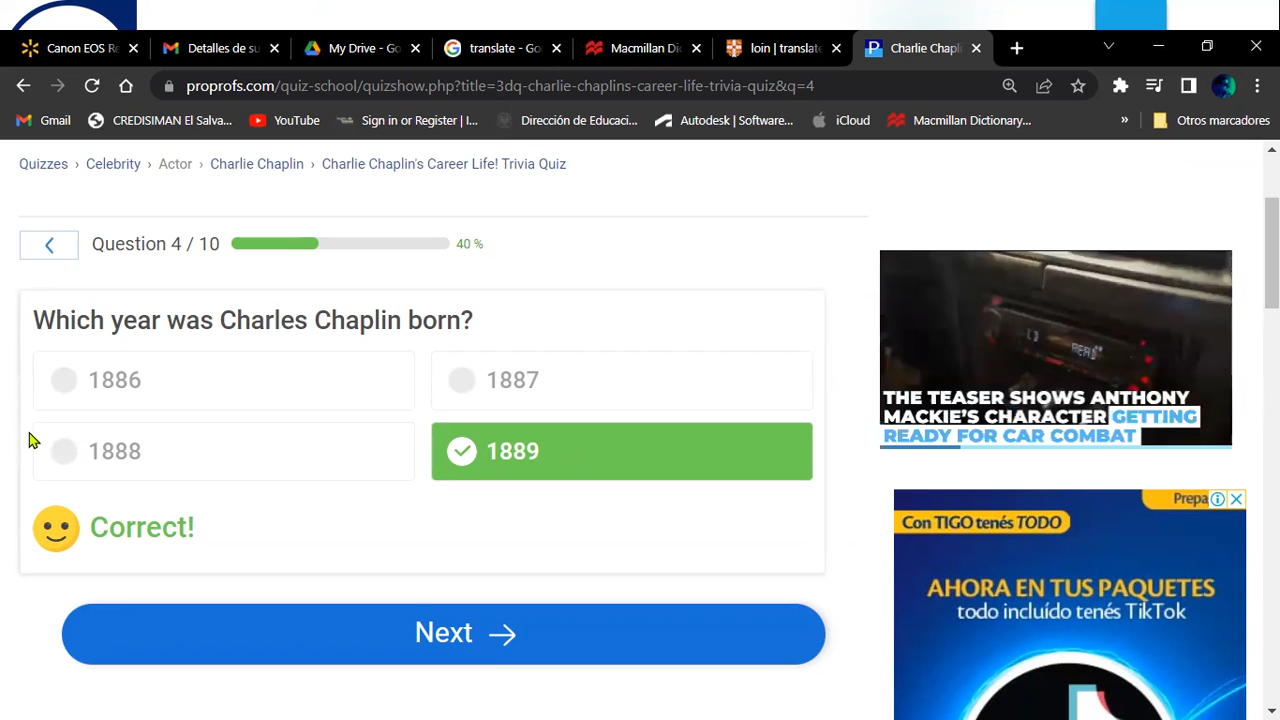 Canon EOS Re
Detalles de su
My Drive - Go
translate - Goo
Macmillan Dic
loin | translate
Charlie Chapl
proprofs.com/quiz-school/quizshow.php?title=3dq-charlie-chaplins-career-life-trivia-quiz&q=4
Gmail
CREDISIMAN El Salva...
YouTube
Sign in or Register | I...
Dirección de Educaci...
Autodesk | Software...
iCloud
Macmillan Dictionary...
»
Otros marcadores
Quizzes › Celebrity › Actor › Charlie Chaplin › Charlie Chaplin's Career Life! Trivia Quiz
Question 4 / 10
40 %
Which year was Charles Chaplin born?
1886
1887
1888
1889
Correct!
Next →
THE TEASER SHOWS ANTHONY
MACKIE'S CHARACTER GETTING
READY FOR CAR COMBAT
Prepa
Con TIGO tenés TODO
AHORA EN TUS PAQUETES
todo incluído tenés TikTok